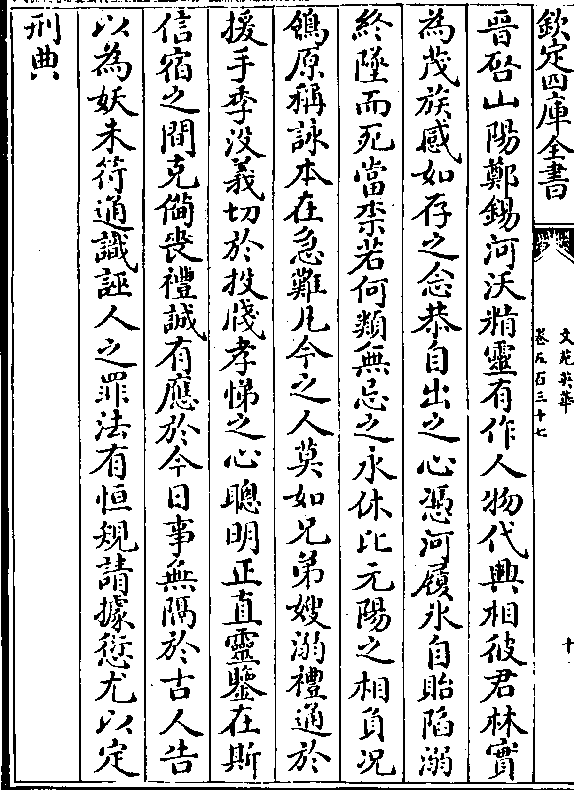 欽定四庫全書
文苑英華
卷五百三十七
十
晉啓山陽鄭錫河沃精靈有作人物代興相彼君林實
為茂族感如存之念恭自出之心馮河履氷自貽陷溺
終墜而死當柰若何類無忌之永休比元陽之相負況
鴒原稱詠本在急難凡今之人莫如兄弟嫂溺禮通於
援手季没義切於投牋孝悌之心聰明正直靈鑒在斯
信宿之間克備喪禮誠有應於今日事無隔於古人告
以為妖未符通識誣人之罪法有恒規請據愆尤以定
刑典